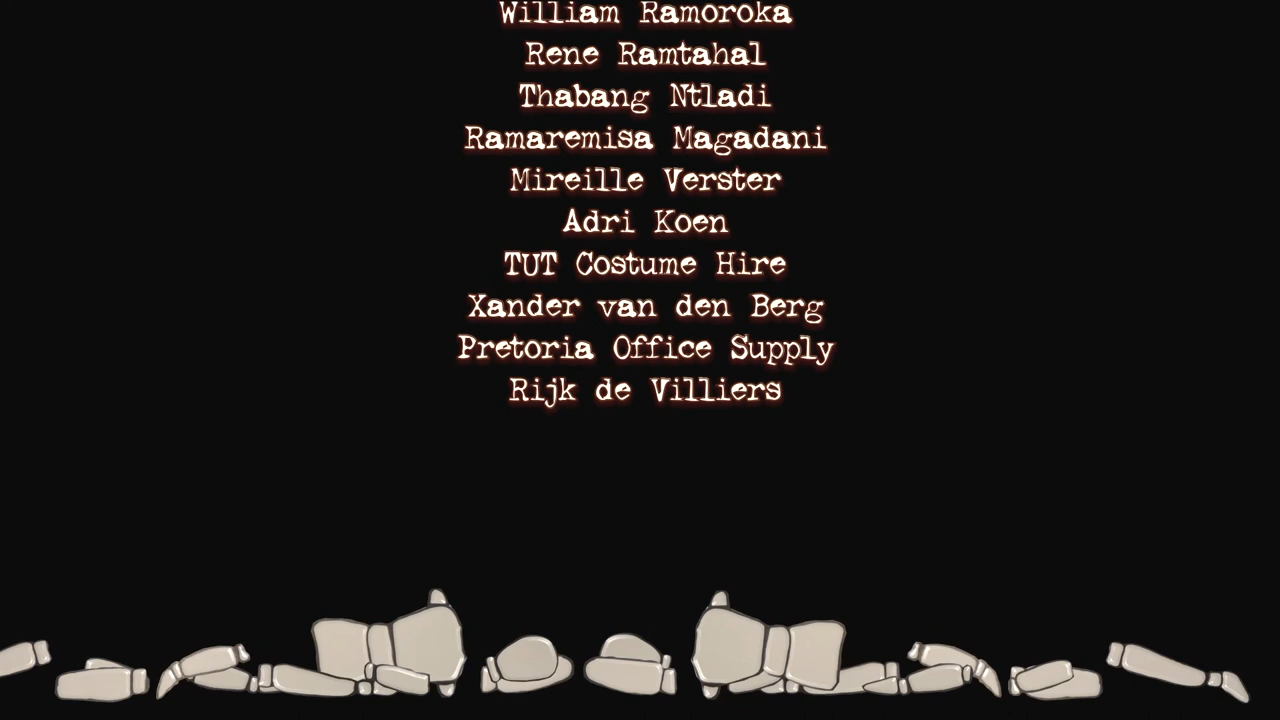 William Ramoroka
Rene Ramtahal
Thabang Ntladi
Ramaremisa Magadani
Mireille Verster
Adri Koen
TUT Costume Hire
Xander van den Berg
Pretoria Office Supply
Rijk de Villiers